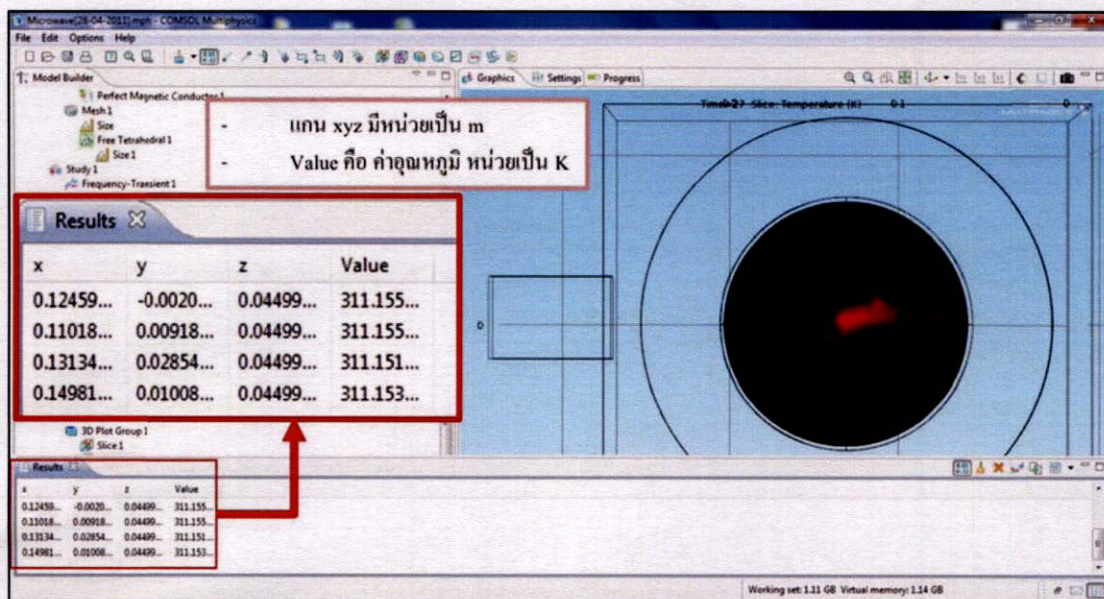 Microwave(28-04-2011).mph - COMSOL Multiphysics
File Edit Options Help
Model Builder
Graphics Settings Progress
Perfect Magnetic Conductor 1
Mesh 1
Size
Free Tetrahedral 1
Size 1
Study 1
Frequency-Transient 1
- แกน xyz มีหน่วยเป็น m
- Value คือ ค่าอุณหภูมิ หน่วยเป็น K
Slice: Temperature (K) 0.1 0
0
Results
x y z Value
0.12459... -0.0020... 0.04499... 311.155...
0.11018... 0.00918... 0.04499... 311.155...
0.13134... 0.02854... 0.04499... 311.151...
0.14981... 0.01008... 0.04499... 311.153...
3D Plot Group 1
Slice 1
Results
x y z Value
0.12459... -0.0020... 0.04499... 311.155...
0.11018... 0.00918... 0.04499... 311.155...
0.13134... 0.02854... 0.04499... 311.151...
0.14981... 0.01008... 0.04499... 311.153...
Working set: 1.11 GB Virtual memory: 1.14 GB